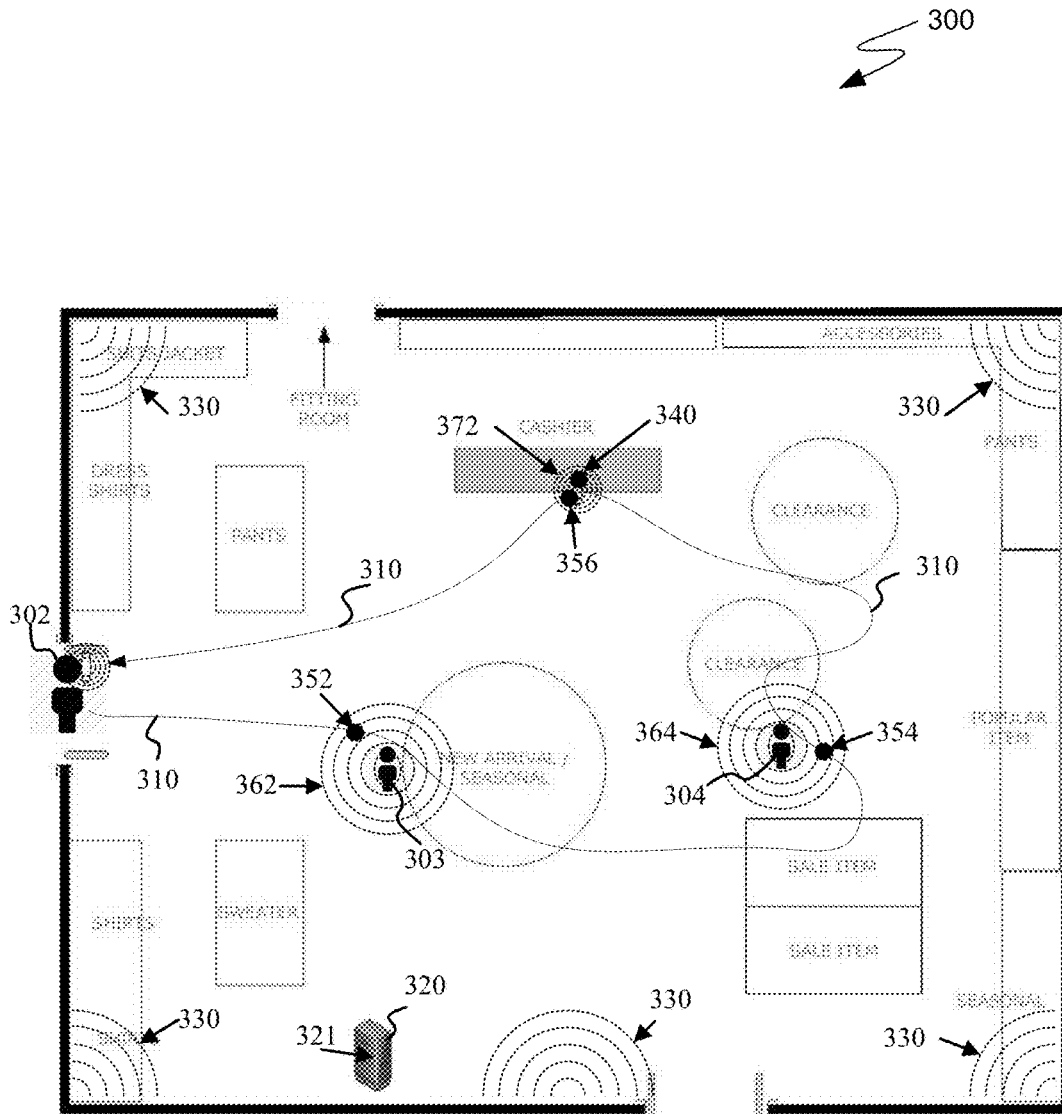 300
ACCESSORIES
JACKET
330
FITTING
ROOM
372
340
330
CASHIER
PANTS
DRESS
SHIRTS
CLEARANCE
PANTS
356
310
310
302
CLEARANCE
352
364
354
POPULAR
ITEM
NEW ARRIVAL /
SEASONAL
310
362
304
303
SALE ITEM
SHIRTS
SWEATER
SALE ITEM
320
330
330
SEASONAL
330
321